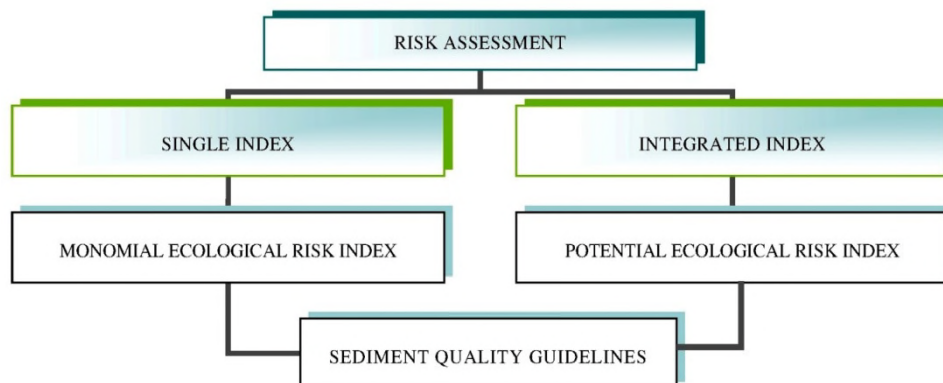 RISK ASSESSMENT
SINGLE INDEX
INTEGRATED INDEX
MONOMIAL ECOLOGICAL RISK INDEX
POTENTIAL ECOLOGICAL RISK INDEX
SEDIMENT QUALITY GUIDELINES